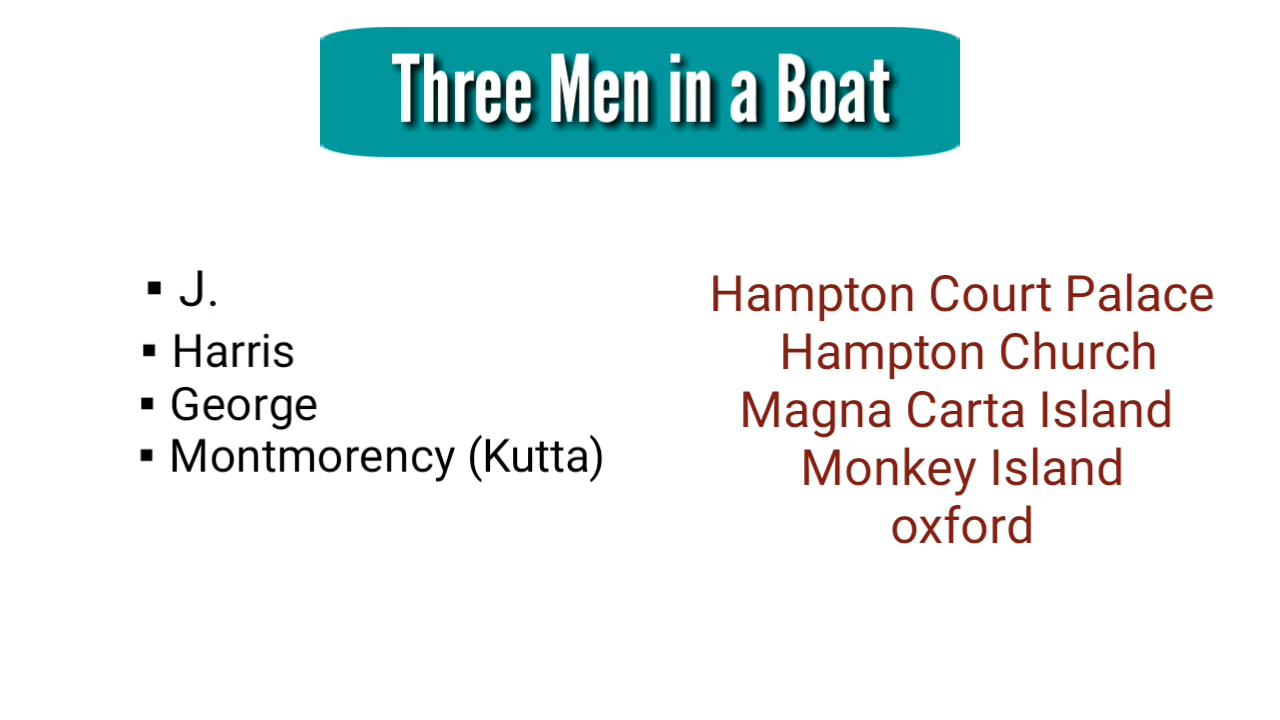 Three Men in a Boat
▪ J.
▪ Harris
▪ George
▪ Montmorency (Kutta)
Hampton Court Palace
Hampton Church
Magna Carta Island
Monkey Island
oxford